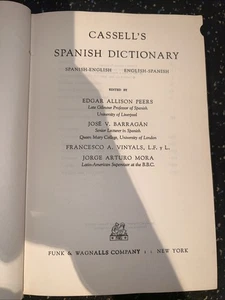 CASSELL'S
SPANISH DICTIONARY
SPANISH-ENGLISH ENGLISH-SPANISH
EDITED BY
EDGAR ALLISON PEERS
Late Gilmour Professor of Spanish
University of Liverpool
JOSÉ V. BARRAGÁN
Senior Lecturer in Spanish
Queen Mary College, University of London
FRANCESCO A. VINYALS, L.F. y L.
JORGE ARTURO MORA
Latin-American Supervisor at the B.B.C.
FUNK & WAGNALLS COMPANY : : NEW YORK